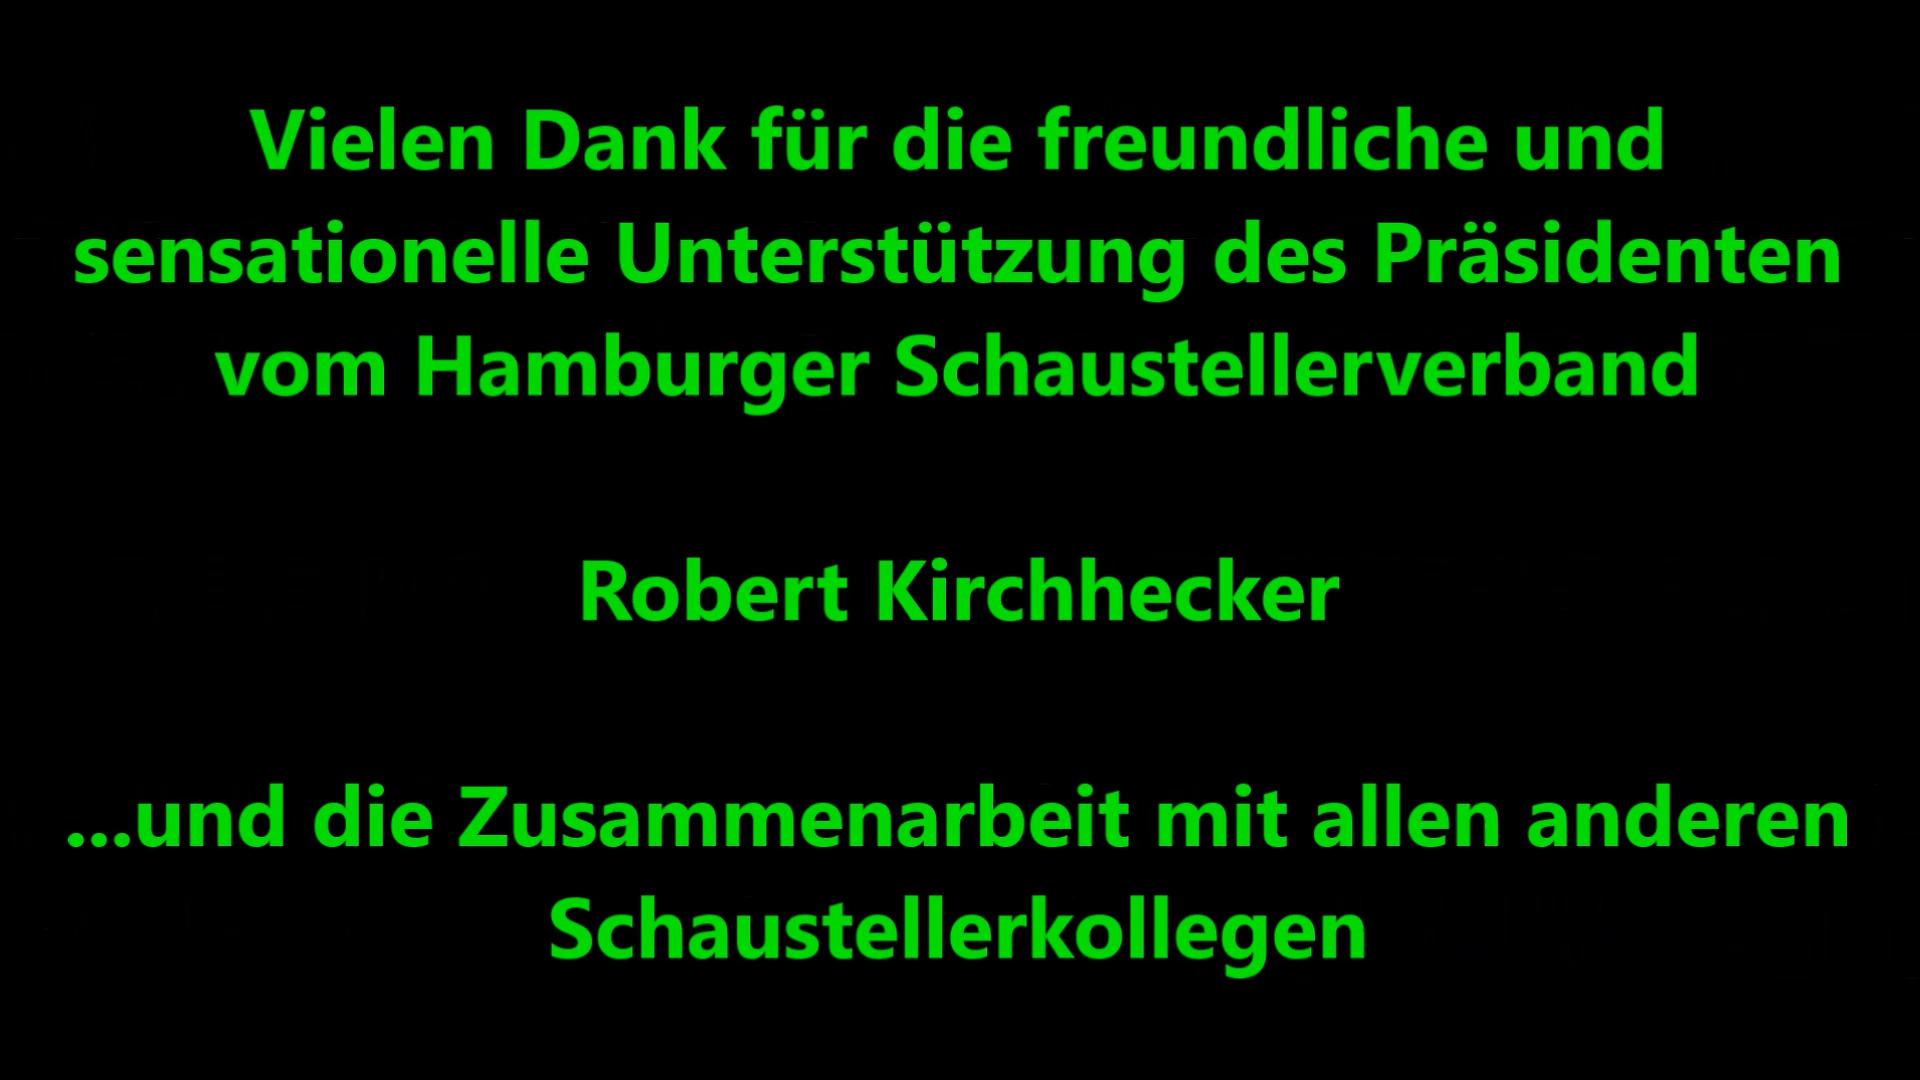 Vielen Dank für die freundliche und
sensationelle Unterstützung des Präsidenten
vom Hamburger Schaustellerverband
Robert Kirchhecker
...und die Zusammenarbeit mit allen anderen
Schaustellerkollegen